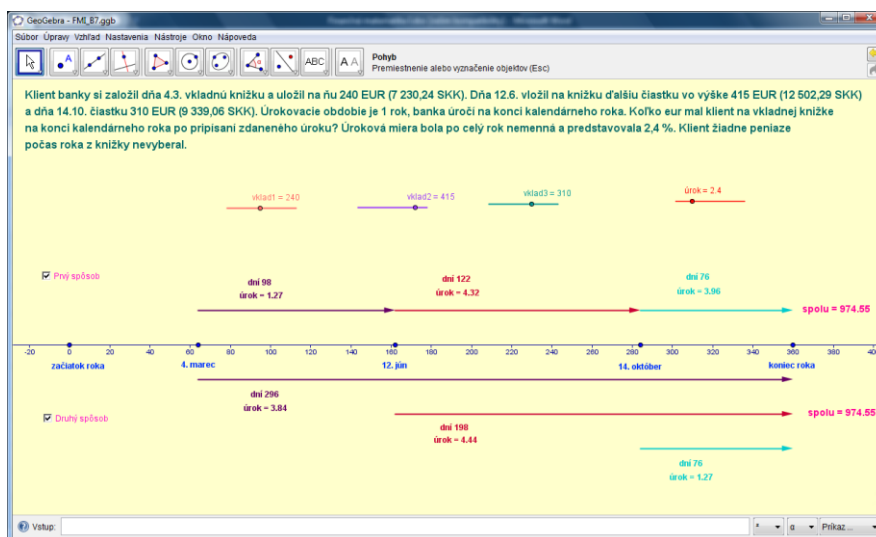 GeoGebra - FMI_B7.ggb
Súbor Úpravy Vzhľad Nastavenia Nástroje Okno Nápoveda
A ABC A A
Pohyb
Premiestnenie alebo vyznačenie objektov (Esc)
Klient banky si založil dňa 4.3. vkladnú knižku a uložil na ňu 240 EUR (7 230,24 SKK). Dňa 12.6. vložil na knižku ďalšiu čiastku vo výške 415 EUR (12 502,29 SKK)
a dňa 14.10. čiastku 310 EUR (9 339,06 SKK). Úrokovacie obdobie je 1 rok, banka úročí na konci kalendárneho roka. Koľko eur mal klient na vkladnej knižke
na konci kalendárneho roka po pripísaní zdaneného úroku? Úroková miera bola po celý rok nemenná a predstavovala 2,4 %. Klient žiadne peniaze
počas roka z knižky nevyberal.
vklad1 = 240 vklad2 = 415 vklad3 = 310 úrok = 2.4
Prvý spôsob
dní 98 dní 122 dní 76
úrok = 1.27 úrok = 4.32 úrok = 3.96
spolu = 974.55
-20 0 20 40 60 80 100 120 140 160 180 200 220 240 260 280 300 320 340 360 40
začiatok roka 4. marec 12. jún 14. október koniec roka
dní 296
úrok = 3.84
Druhý spôsob
spolu = 974.55
dní 198
úrok = 4.44
dní 76
úrok = 1.27
Vstup: α Príkaz ...